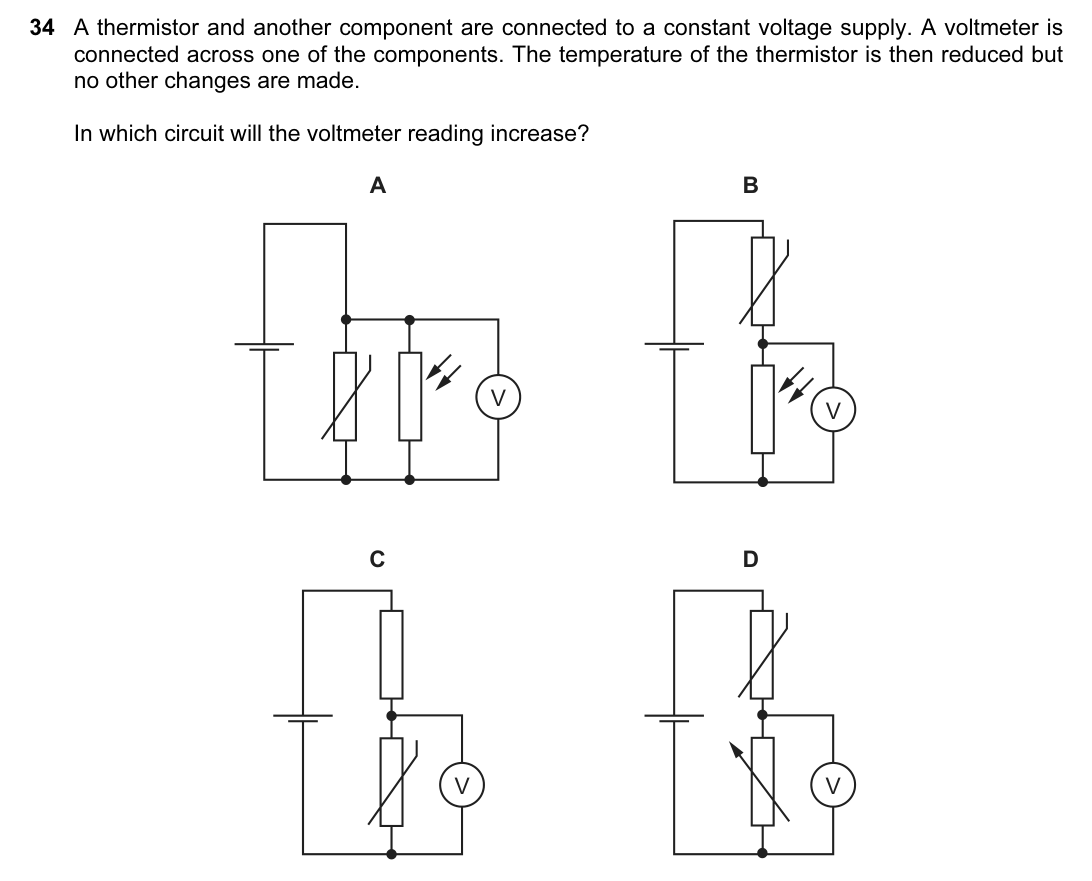 34 A thermistor and another component are connected to a constant voltage supply. A voltmeter is
connected across one of the components. The temperature of the thermistor is then reduced but
no other changes are made.
In which circuit will the voltmeter reading increase?
A
B
V
V
C
D
V
V